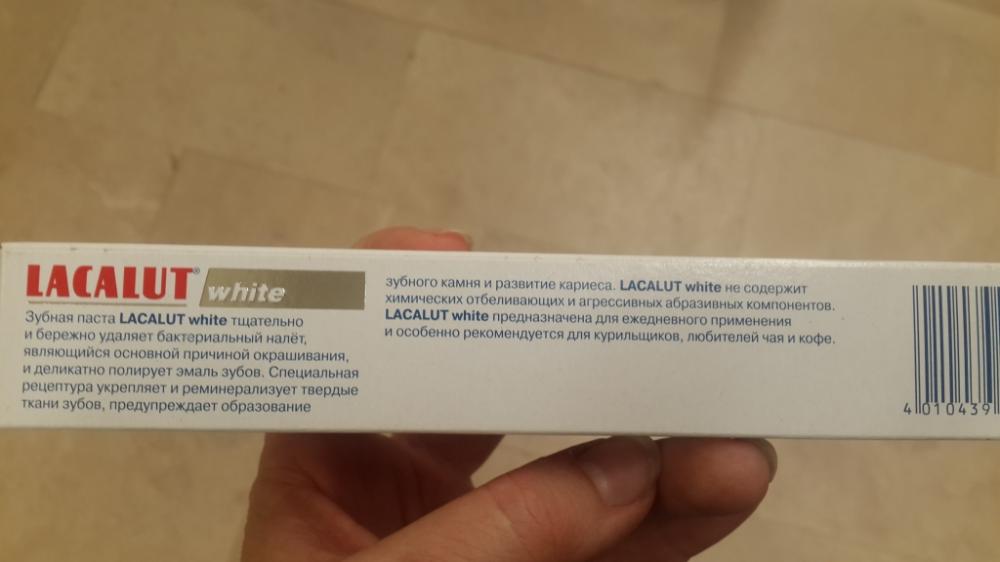 LACALUT® white
Зубная паста LACALUT white тщательно
и бережно удаляет бактериальный налёт,
являющийся основной причиной окрашивания,
и деликатно полирует эмаль зубов. Специальная
рецептура укрепляет и реминерализует твердые
ткани зубов, предупреждает образование
зубного камня и развитие кариеса. LACALUT white не содержит
химических отбеливающих и агрессивных абразивных компонентов.
LACALUT white предназначена для ежедневного применения
и особенно рекомендуется для курильщиков, любителей чая и кофе.
4 010439